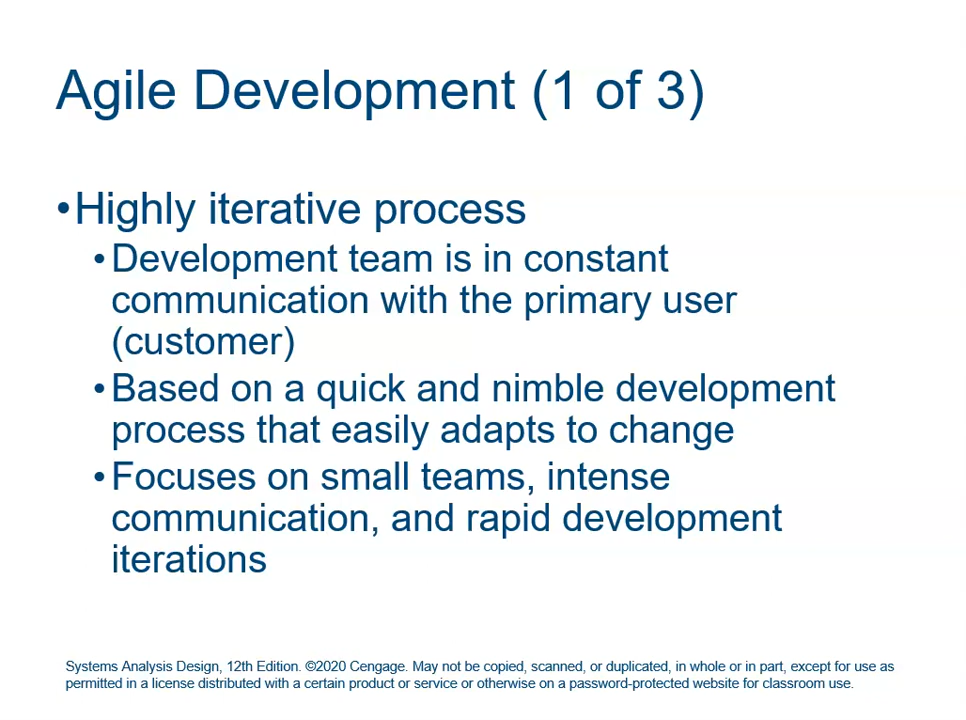 Agile Development (1 of 3)
•Highly iterative process
•Development team is in constant
communication with the primary user
(customer)
•Based on a quick and nimble development
process that easily adapts to change
•Focuses on small teams, intense
communication, and rapid development
iterations
Systems Analysis Design, 12th Edition. ©2020 Cengage. May not be copied, scanned, or duplicated, in whole or in part, except for use as
permitted in a license distributed with a certain product or service or otherwise on a password-protected website for classroom use.